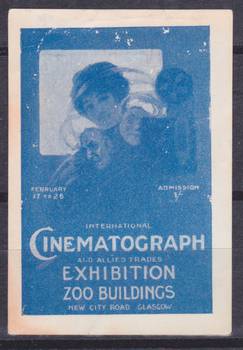 FEBRUARY
17 TO 26
ADMISSION
1/-
INTERNATIONAL
CINEMATOGRAPH
AND ALLIED TRADES
EXHIBITION
ZOO BUILDINGS
NEW CITY ROAD GLASGOW